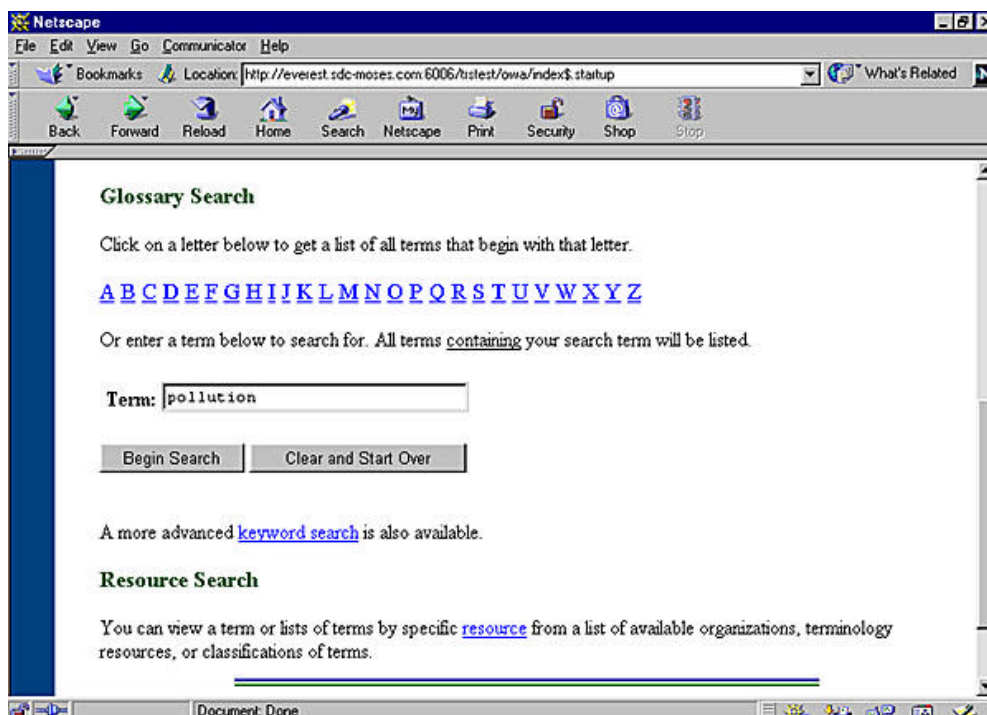 Netscape
File Edit View Go Communicator Help
Bookmarks Location: http://everest.sdc-moses.com:6006/tistest/owa/index$.startup What's Related
Back Forward Reload Home Search Netscape Print Security Shop Stop
Glossary Search
Click on a letter below to get a list of all terms that begin with that letter.
A B C D E F G H I J K L M N O P Q R S T U V W X Y Z
Or enter a term below to search for. All terms containing your search term will be listed.
Term: pollution
Begin Search Clear and Start Over
A more advanced keyword search is also available.
Resource Search
You can view a term or lists of terms by specific resource from a list of available organizations, terminology
resources, or classifications of terms.
Document: Done